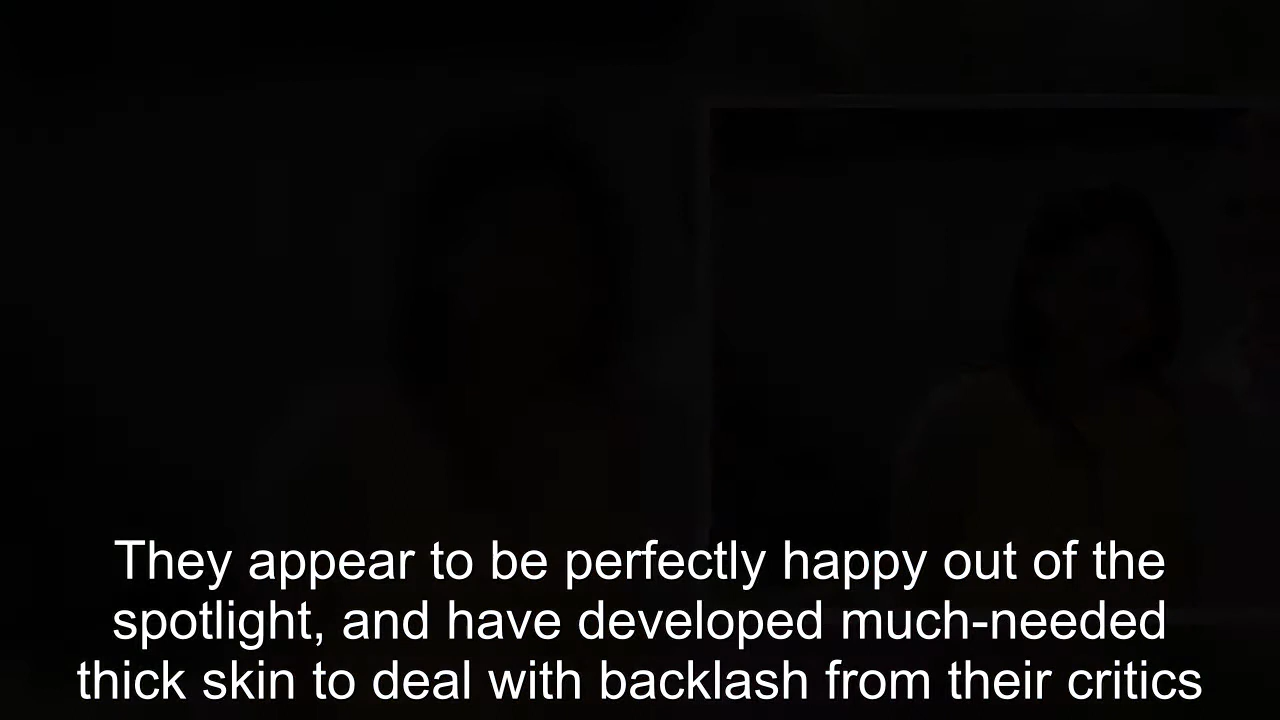 They appear to be perfectly happy out of the
spotlight, and have developed much-needed
thick skin to deal with backlash from their critics